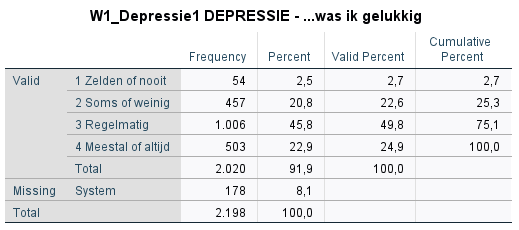 W1_Depressie1 DEPRESSIE - ...was ik gelukkig
Frequency Percent Valid Percent Cumulative Percent
Valid 1 Zelden of nooit 54 2,5 2,7 2,7
2 Soms of weinig 457 20,8 22,6 25,3
3 Regelmatig 1.006 45,8 49,8 75,1
4 Meestal of altijd 503 22,9 24,9 100,0
Total 2.020 91,9 100,0
Missing System 178 8,1
Total 2.198 100,0